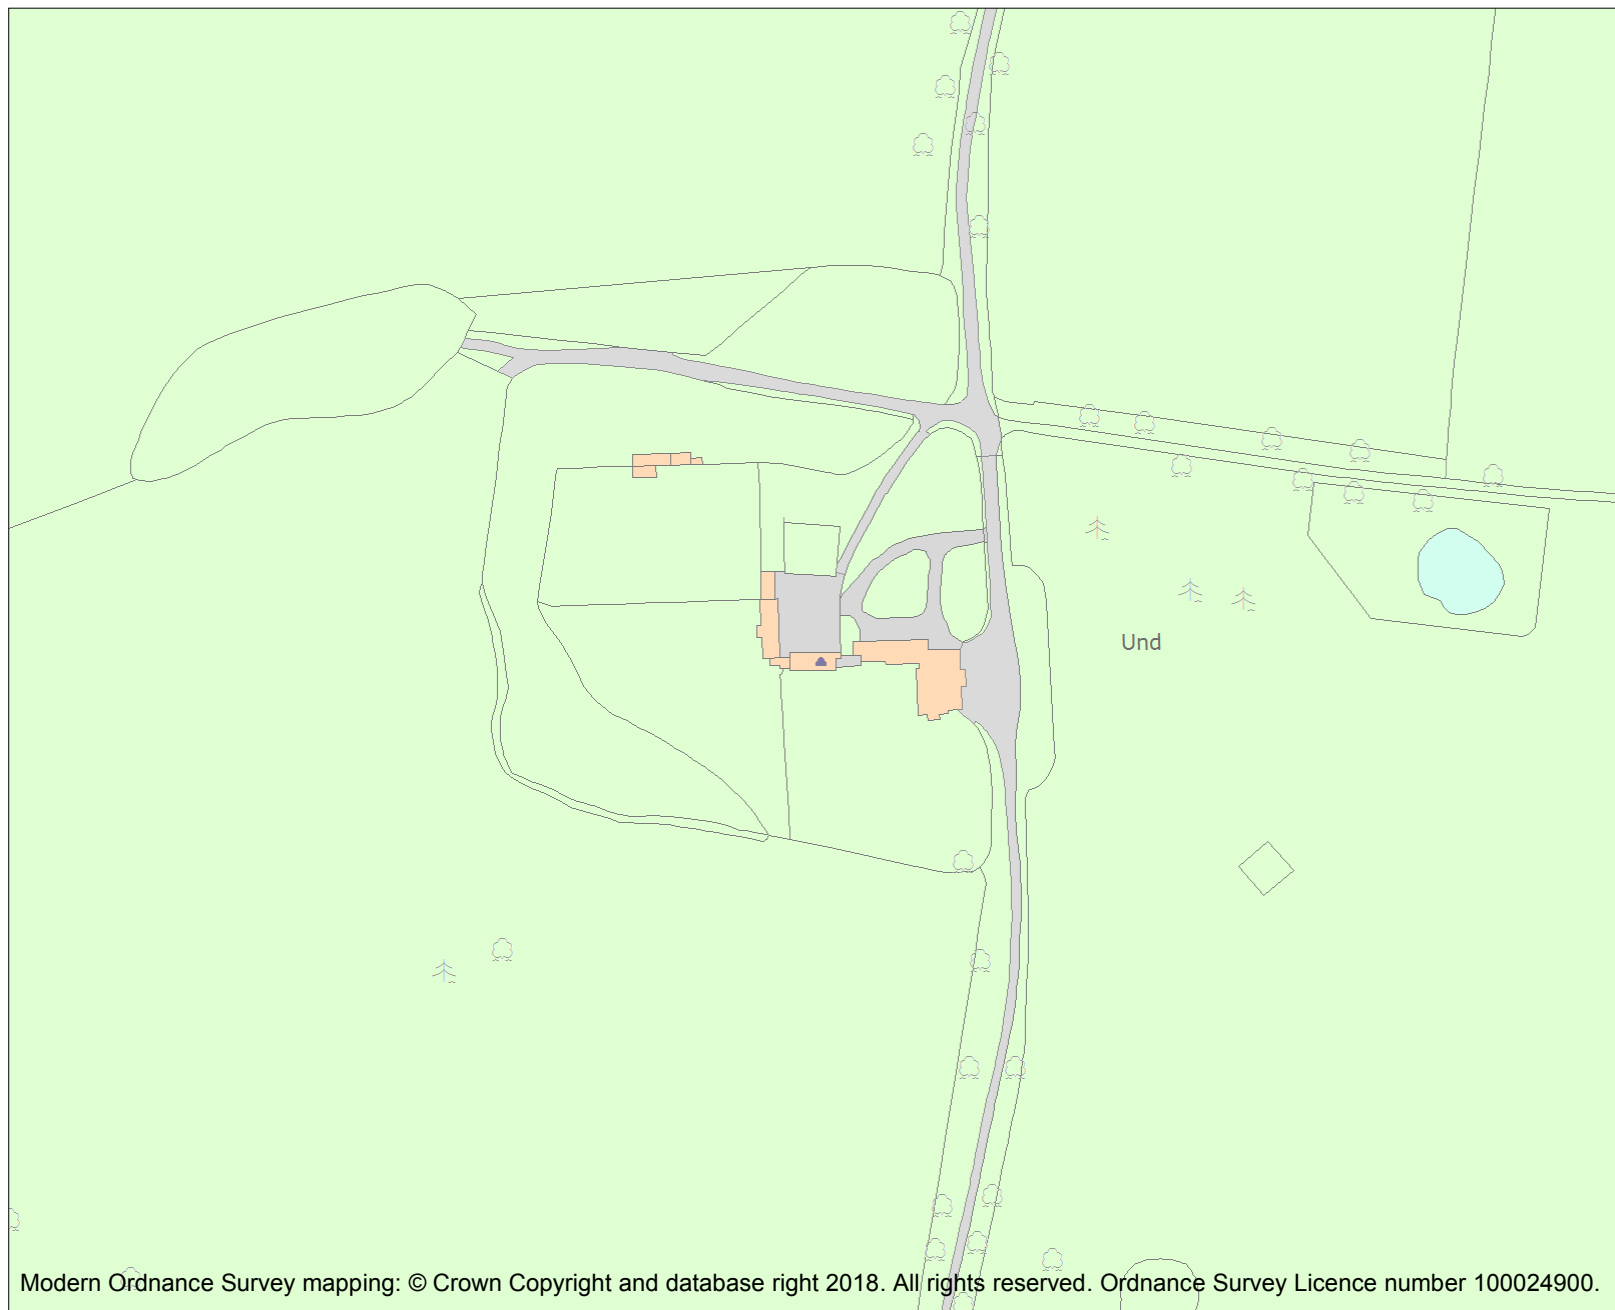 Und
Modern Ordnance Survey mapping: © Crown Copyright and database right 2018. All rights reserved. Ordnance Survey Licence number 100024900.